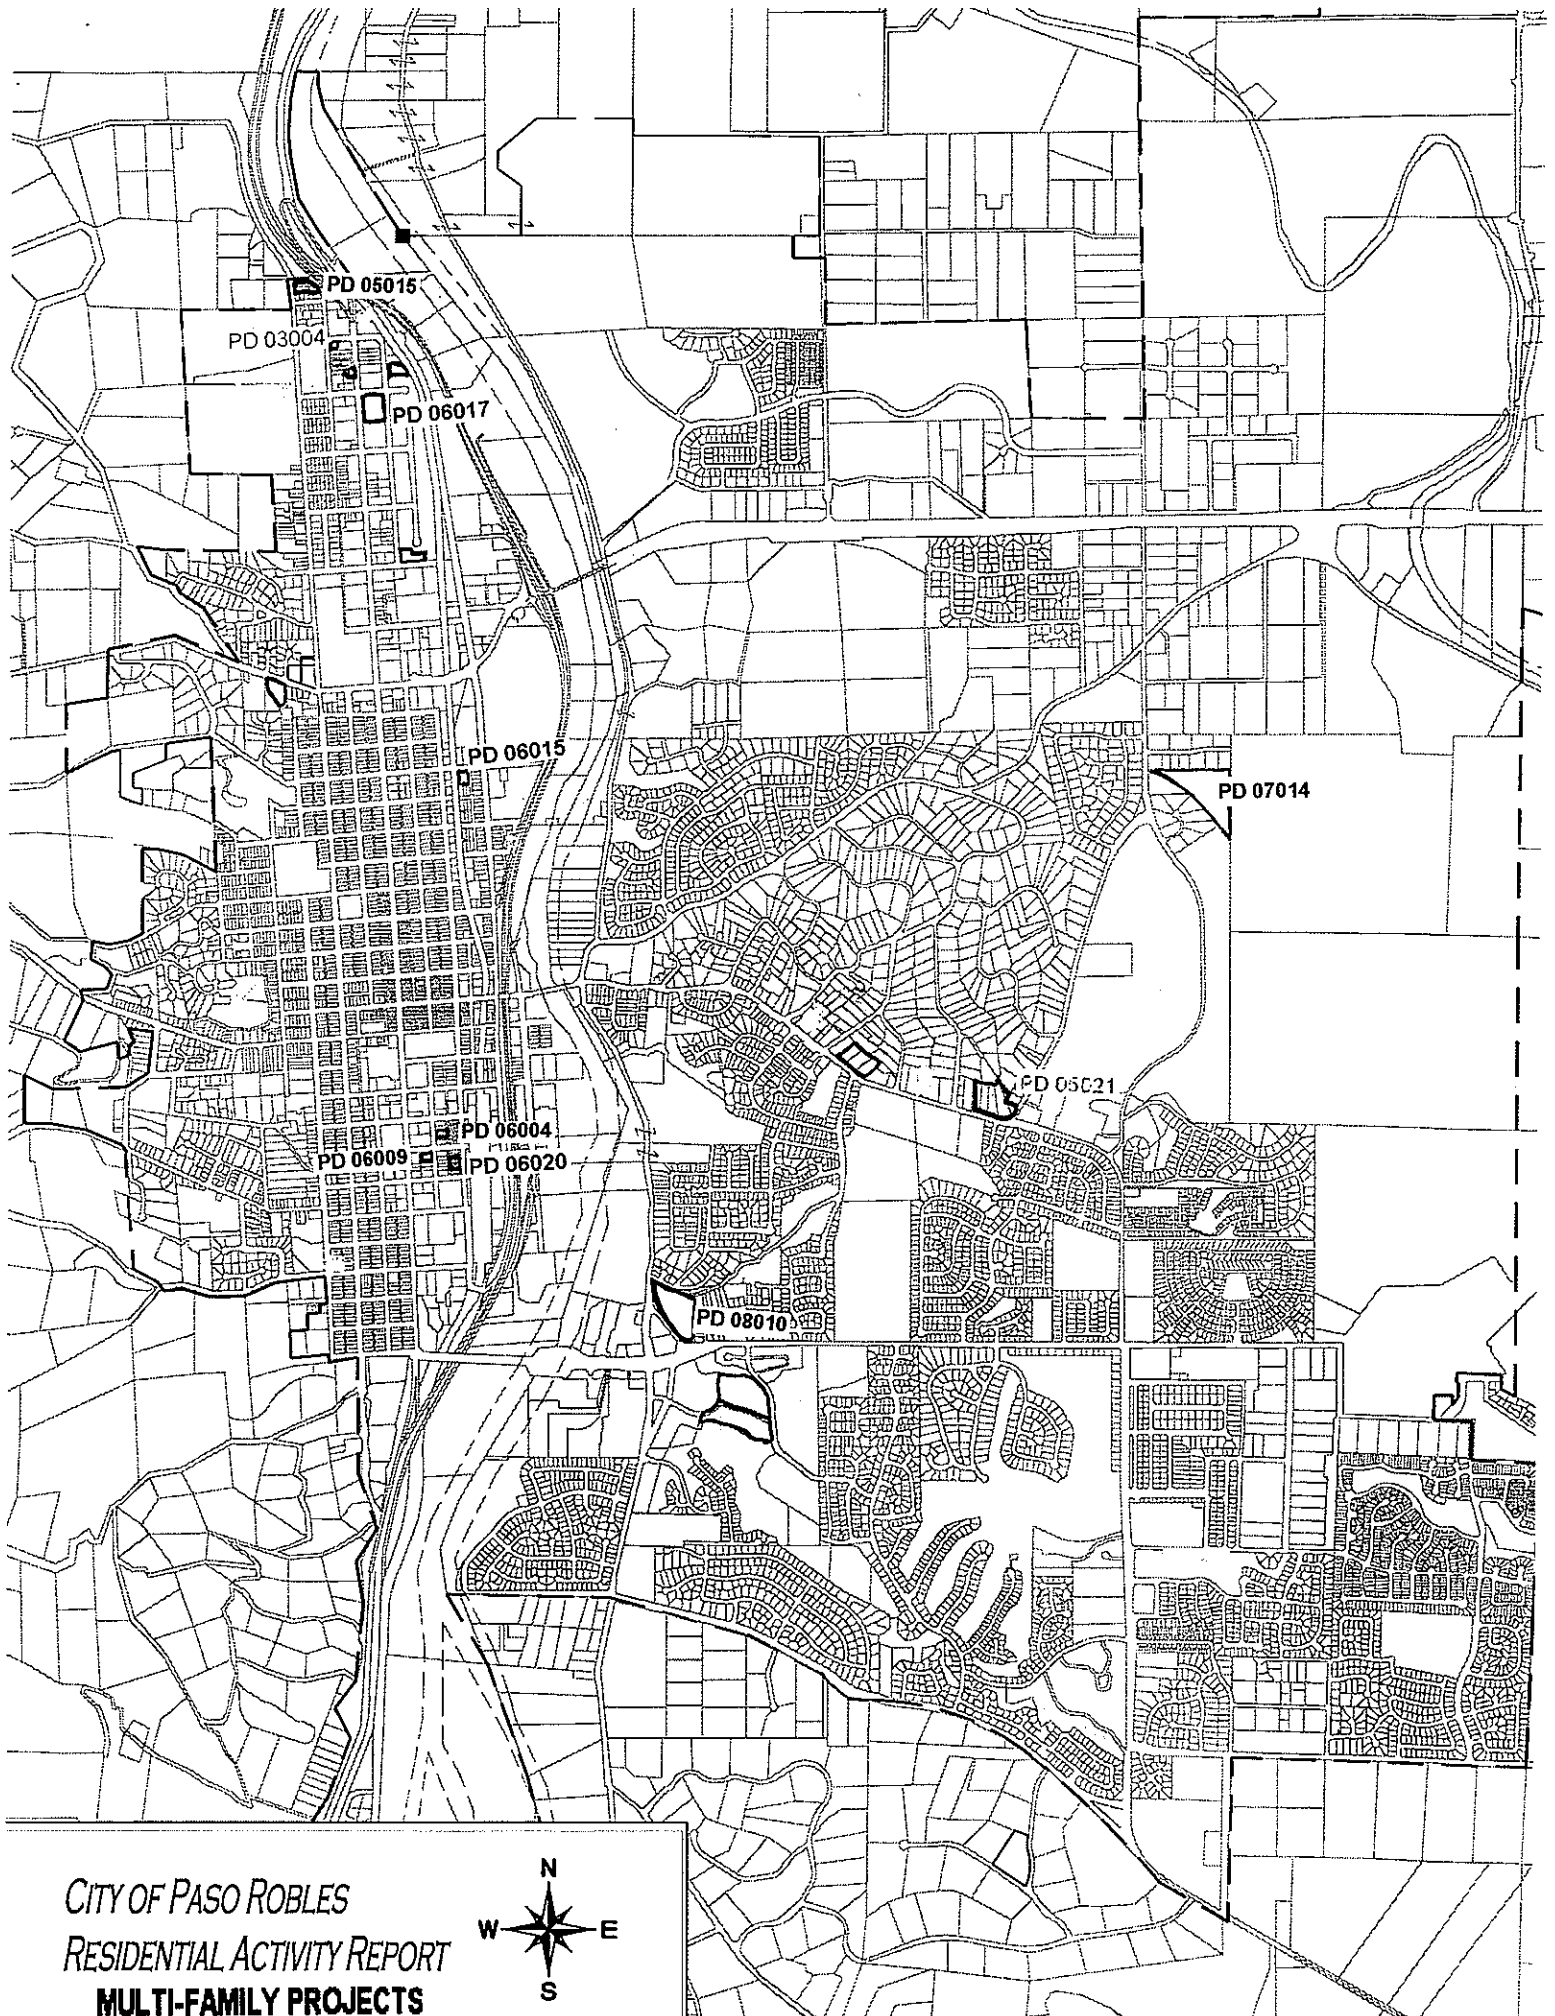 PD 05015
PD 03004
PD 06017
PD 06015
PD 07014
PD 05021
PD 06004
PD 06009
PD 06020
PD 08010
CITY OF PASO ROBLES
RESIDENTIAL ACTIVITY REPORT
MULTI-FAMILY PROJECTS
N
W
E
S